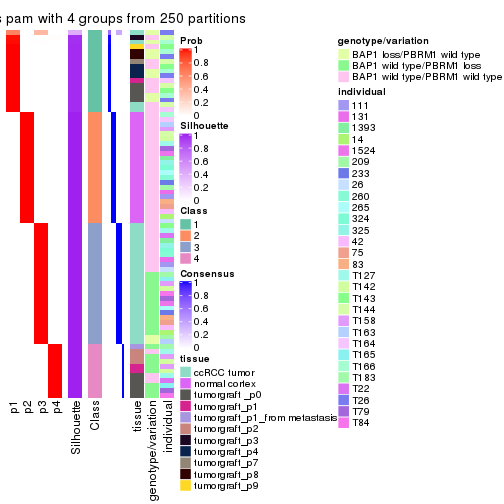 s pam with 4 groups from 250 partitions
p1
p2
p3
p4
Silhouette
Class
tissue
genotype/variation
individual
Prob
1
0.8
0.6
0.4
0.2
0
Silhouette
1
0.8
0.6
0.4
0.2
0
Class
1
2
3
4
Consensus
1
0.8
0.6
0.4
0.2
0
tissue
ccRCC tumor
normal cortex
tumorgraft_p0
tumorgraft_p1
tumorgraft_p1_from metastasis
tumorgraft_p2
tumorgraft_p3
tumorgraft_p4
tumorgraft_p7
tumorgraft_p8
tumorgraft_p9
genotype/variation
BAP1 loss/PBRM1 wild type
BAP1 wild type/PBRM1 loss
BAP1 wild type/PBRM1 wild type
individual
111
131
1393
14
1524
209
233
26
260
265
324
325
42
75
83
T127
T142
T143
T144
T158
T163
T164
T165
T166
T183
T22
T26
T79
T84